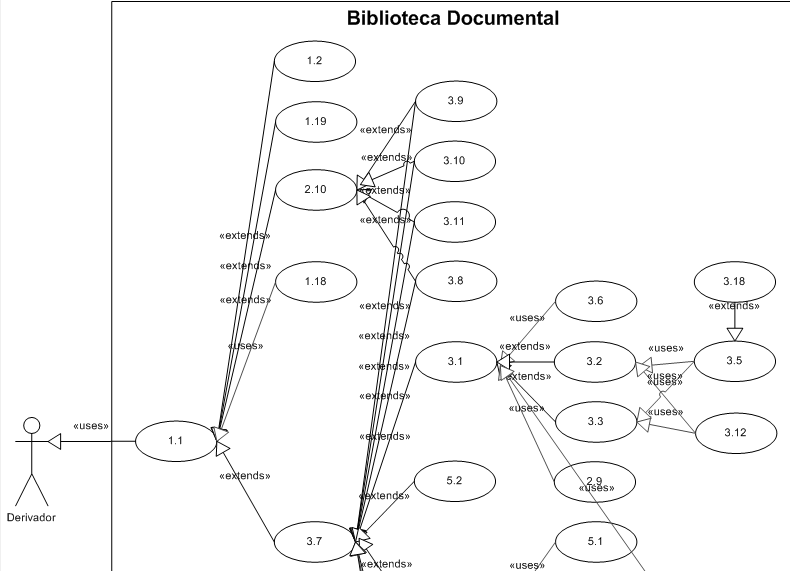 Biblioteca Documental
1.2
3.9
1.19
«extends»
3.10
«extends»
2.10
«extends»
3.11
«extends»
«extends»
«extends»
1.18
3.8
3.18
«extends»
3.6
«extends»
«extends»
«uses»
«extends»
«uses»
«extends»
«uses»
3.1
3.2
3.5
«extends»
«extends»
«uses»
«uses»
«extends»
«uses»
«uses»
3.3
3.12
«uses»
1.1
«extends»
«extends»
5.2
2.9
«uses»
«extends»
Derivador
3.7
5.1
«extends»
«uses»